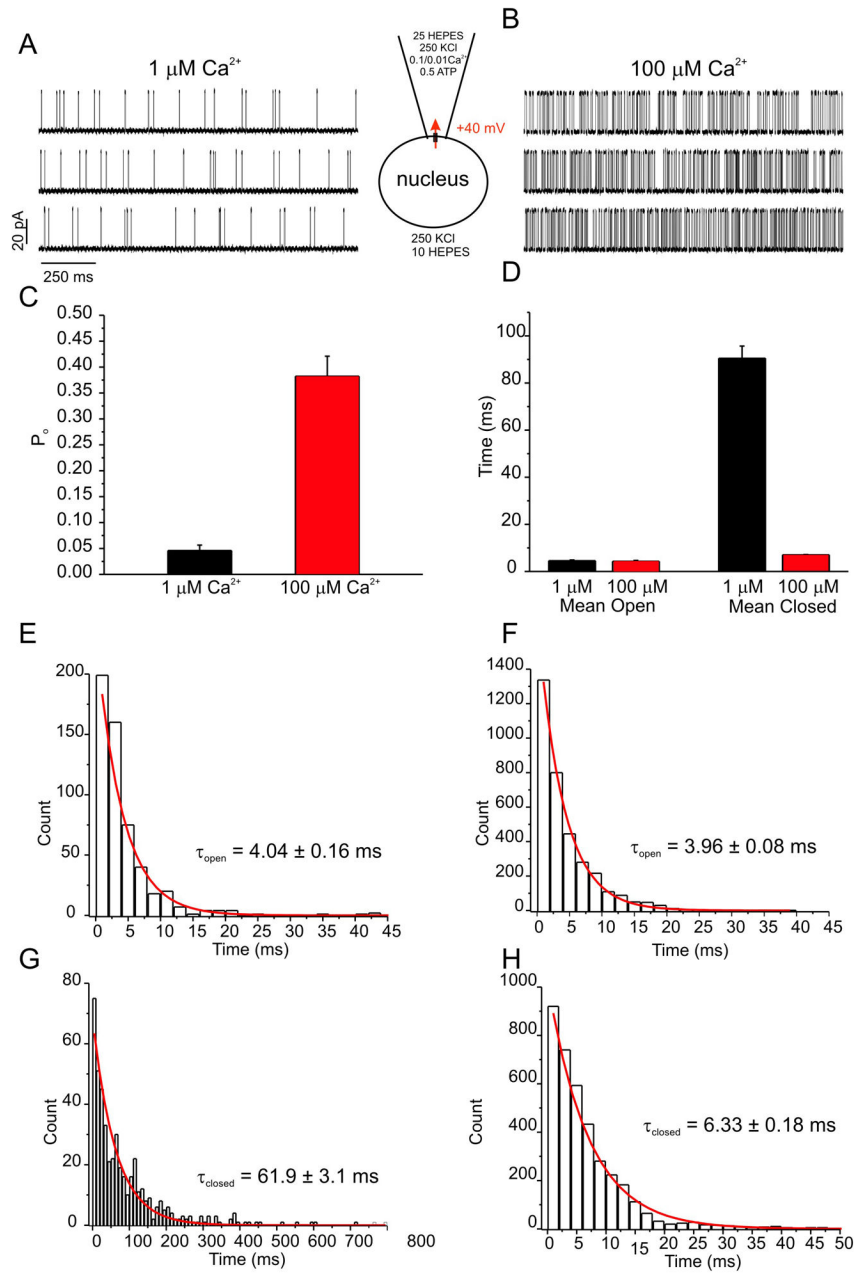 A
1 μM Ca²⁺
20 pA
250 ms
25 HEPES
250 KCl
0.1/0.01Ca²⁺
0.5 ATP
+40 mV
nucleus
250 KCl
10 HEPES
B
100 μM Ca²⁺
C
0.50
0.45
0.40
0.35
0.30
0.25
0.20
0.15
0.10
0.05
0.00
Pₒ
1 μM Ca²⁺ 100 μM Ca²⁺
D
100
80
60
40
20
0
Time (ms)
1 μM 100 μM 1 μM 100 μM
Mean Open Mean Closed
E
200
150
100
50
0
Count
τopen = 4.04 ± 0.16 ms
0 5 10 15 20 25 30 35 40 45
Time (ms)
F
1400
1200
1000
800
600
400
200
0
Count
τopen = 3.96 ± 0.08 ms
0 5 10 15 20 25 30 35 40 45
Time (ms)
G
80
60
40
20
0
Count
τclosed = 61.9 ± 3.1 ms
0 100 200 300 400 500 600 700 800
Time (ms)
H
1000
800
600
400
200
0
Count
τclosed = 6.33 ± 0.18 ms
0 5 10 15 20 25 30 35 40 45 50
Time (ms)